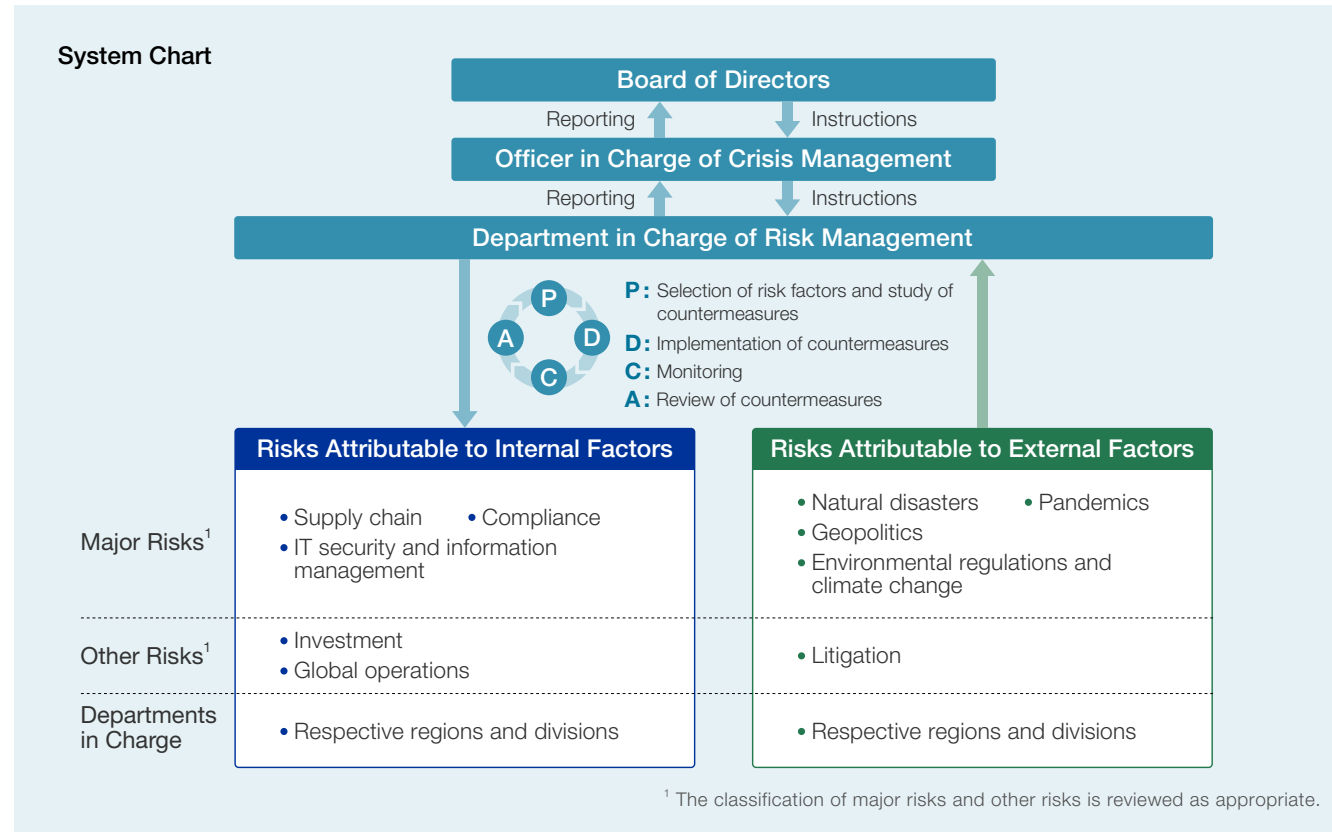 System Chart
Board of Directors
Reporting Instructions
Officer in Charge of Crisis Management
Reporting Instructions
Department in Charge of Risk Management
P
A
D
C
P: Selection of risk factors and study of
countermeasures
D: Implementation of countermeasures
C: Monitoring
A: Review of countermeasures
Risks Attributable to Internal Factors
Risks Attributable to External Factors
Major Risks¹
• Supply chain • Compliance
• IT security and information
management
• Natural disasters • Pandemics
• Geopolitics
• Environmental regulations and
climate change
Other Risks¹
• Investment
• Global operations
• Litigation
Departments
in Charge
• Respective regions and divisions
• Respective regions and divisions
¹ The classification of major risks and other risks is reviewed as appropriate.